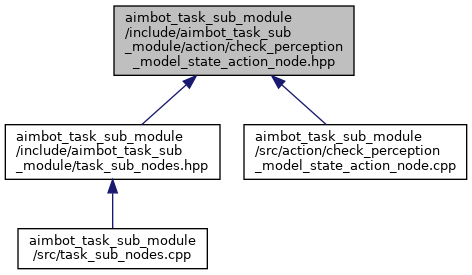 aimbot_task_sub_module
/include/aimbot_task_sub
_module/action/check_perception
_model_state_action_node.hpp
aimbot_task_sub_module
/include/aimbot_task_sub
_module/task_sub_nodes.hpp
aimbot_task_sub_module
/src/action/check_perception
_model_state_action_node.cpp
aimbot_task_sub_module
/src/task_sub_nodes.cpp